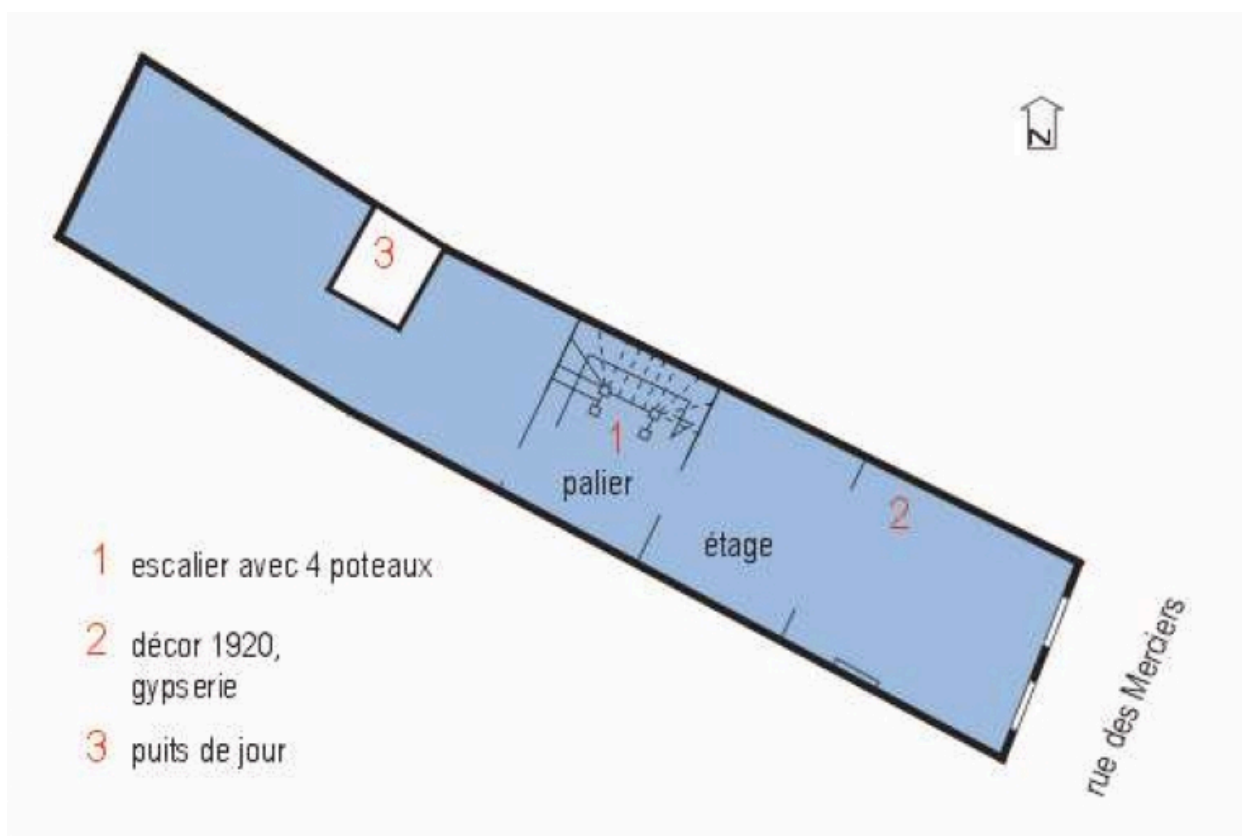 N
3
1
palier
2
étage
1 escalier avec 4 poteaux
2 décor 1920,
gypserie
3 puits de jour
rue des Merciers